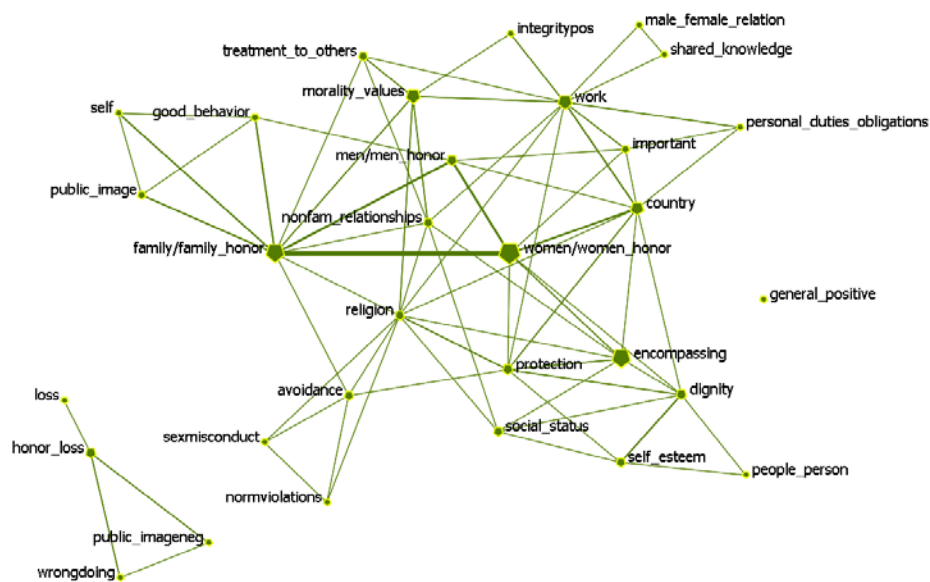 male_female_relation
integritypos
treatment_to_others
shared_knowledge
morality_values
work
self
good_behavior
personal_duties_obligations
important
men/men_honor
public_image
country
nonfam_relationships
family/family_honor
women/women_honor
general_positive
religion
encompassing
protection
avoidance
dignity
loss
social_status
sexmisconduct
honor_loss
self_esteem
people_person
normviolations
public_imageneg
wrongdoing